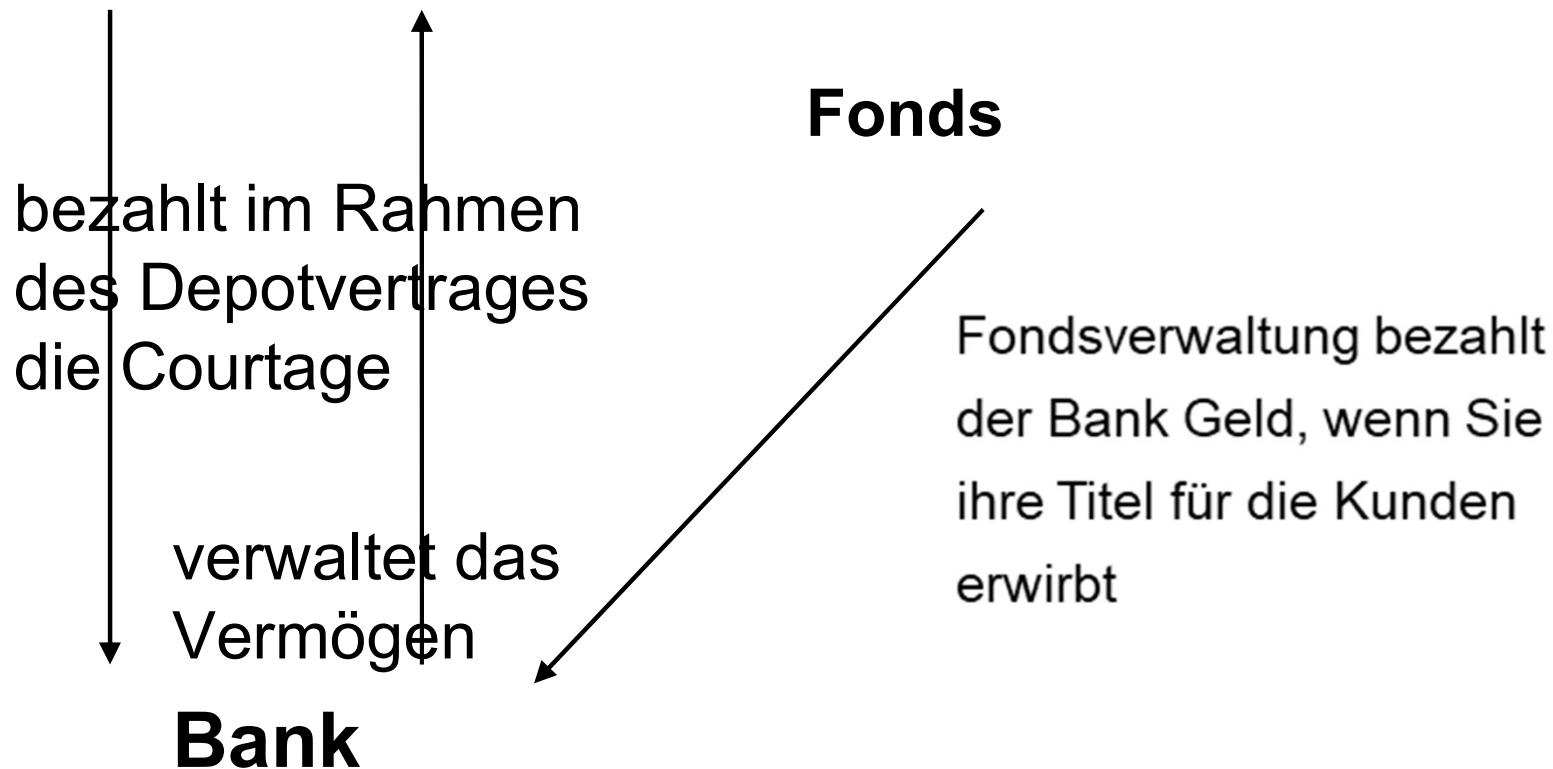 Fonds
bezahlt im Rahmen
des Depotvertrages
die Courtage
Fondsverwaltung bezahlt
der Bank Geld, wenn Sie
ihre Titel für die Kunden
erwirbt
verwaltet das
Vermögen
Bank